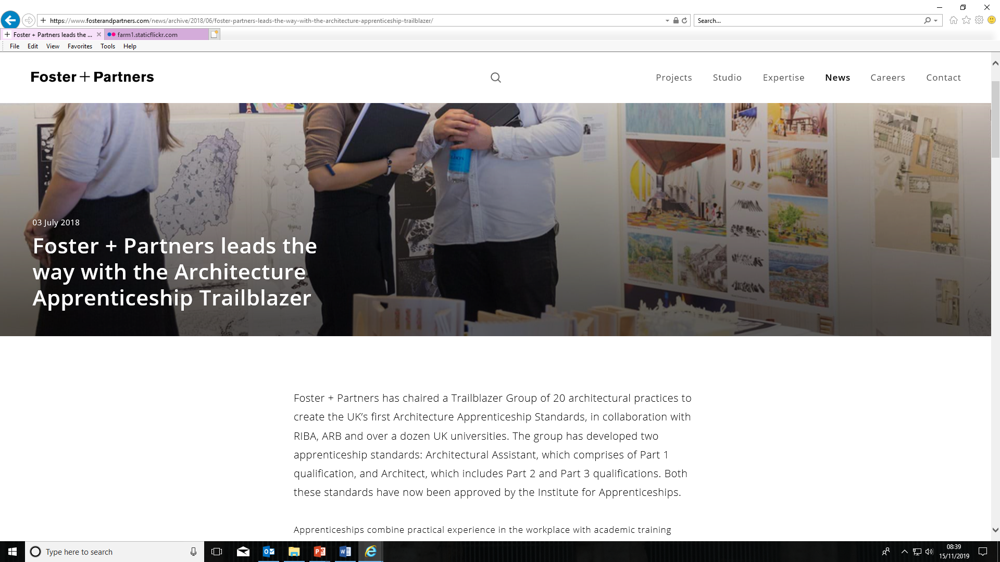 https://www.fosterandpartners.com/news/archive/2018/06/foster-partners-leads-the-way-with-the-architecture-apprenticeship-trailblazer/
Search...
Foster + Partners leads the ...
farm1.staticflickr.com
File Edit View Favorites Tools Help
Foster + Partners
Projects Studio Expertise News Careers Contact
03 July 2018
Foster + Partners leads the
way with the Architecture
Apprenticeship Trailblazer
Foster + Partners has chaired a Trailblazer Group of 20 architectural practices to
create the UK’s first Architecture Apprenticeship Standards, in collaboration with
RIBA, ARB and over a dozen UK universities. The group has developed two
apprenticeship standards: Architectural Assistant, which comprises of Part 1
qualification, and Architect, which includes Part 2 and Part 3 qualifications. Both
these standards have now been approved by the Institute for Apprenticeships.
Apprenticeships combine practical experience in the workplace with academic training
Type here to search
08:39
15/11/2019